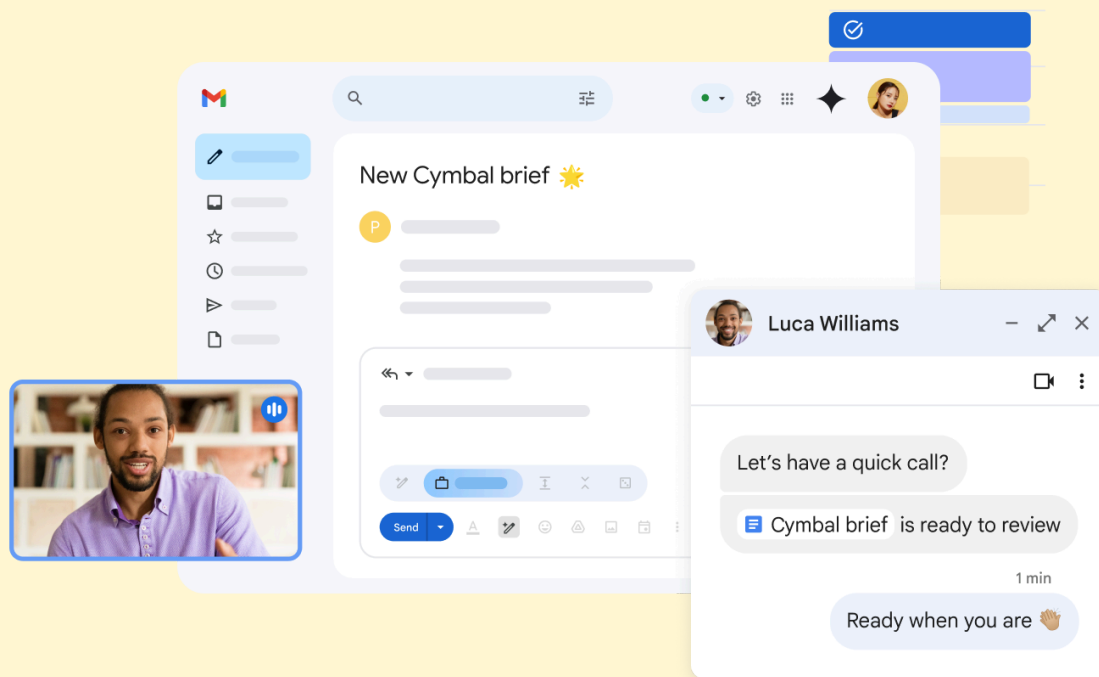 New Cymbal brief 🌟
P
Send
Luca Williams
Let's have a quick call?
Cymbal brief is ready to review
1 min
Ready when you are 👏🏼